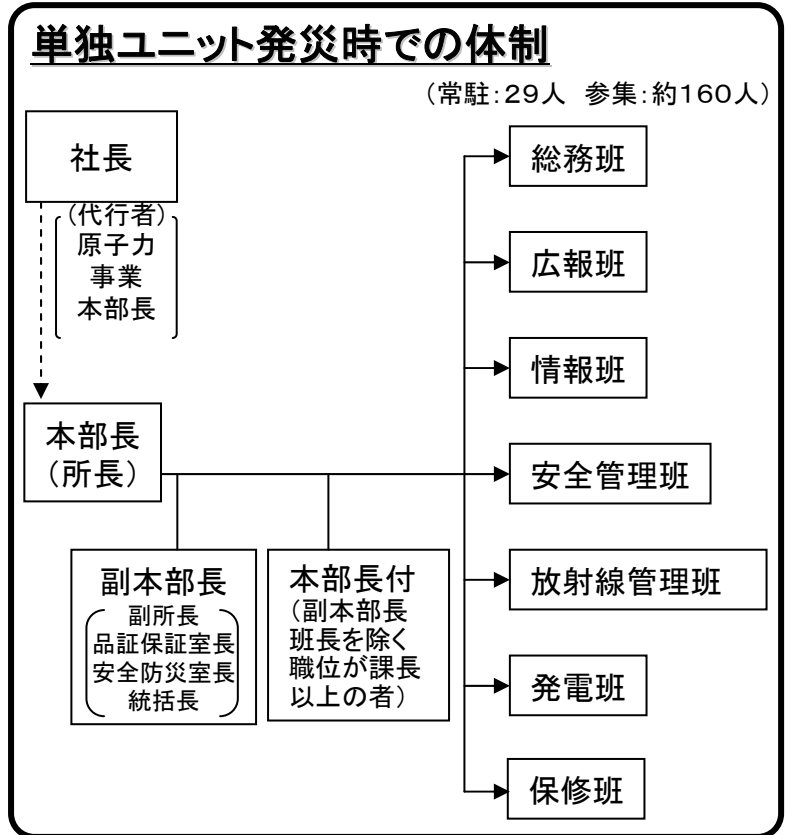 単独ユニット発災時での体制
（常駐：29人 参集：約160人）
社長
（代行者）
原子力
事業
本部長
本部長
（所長）
副本部長
副所長
品証保証室長
安全防災室長
統括長
本部長付
（副本部長
班長を除く
職位が課長
以上の者）
総務班
広報班
情報班
安全管理班
放射線管理班
発電班
保修班